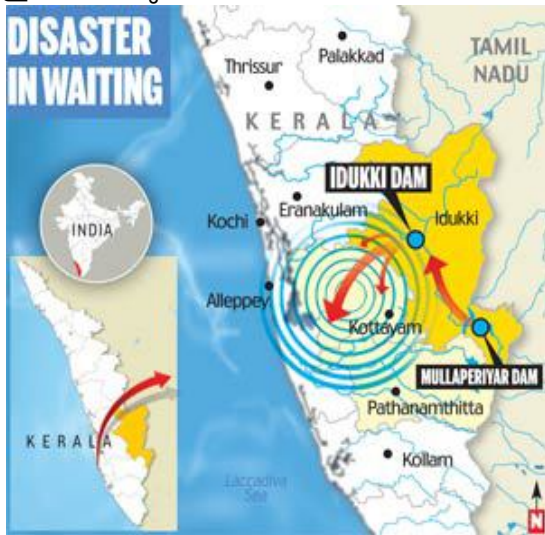 DISASTER
IN WAITING
Palakkad
TAMIL
NADU
Thrissur
KERALA
IDUKKI DAM
Idukki
INDIA
Kochi
Eranakulam
Alleppey
Kottayam
MULLAPERIYAR DAM
Pathanamthitta
KERALA
Kollam
Laccadiva
Sea
N